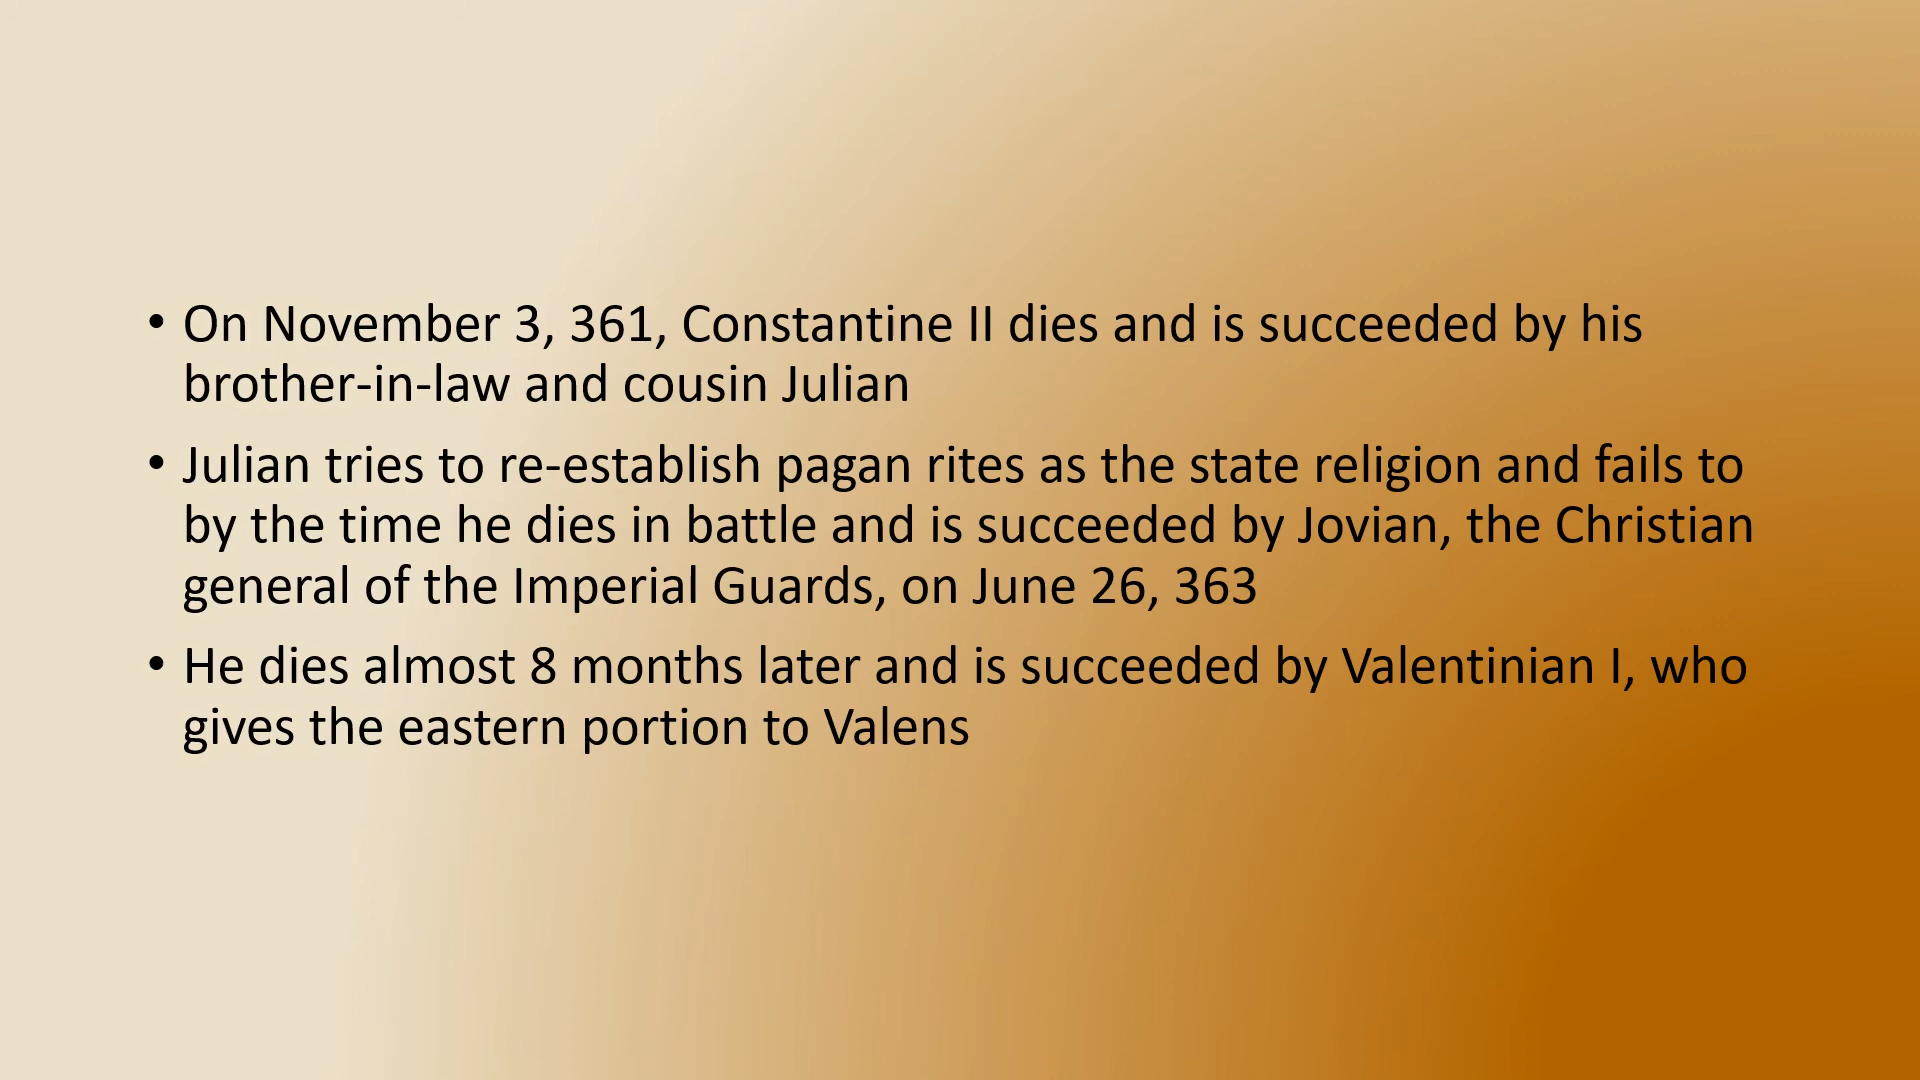 • On November 3, 361, Constantine II dies and is succeeded by his
brother-in-law and cousin Julian
• Julian tries to re-establish pagan rites as the state religion and fails to
by the time he dies in battle and is succeeded by Jovian, the Christian
general of the Imperial Guards, on June 26, 363
• He dies almost 8 months later and is succeeded by Valentinian I, who
gives the eastern portion to Valens